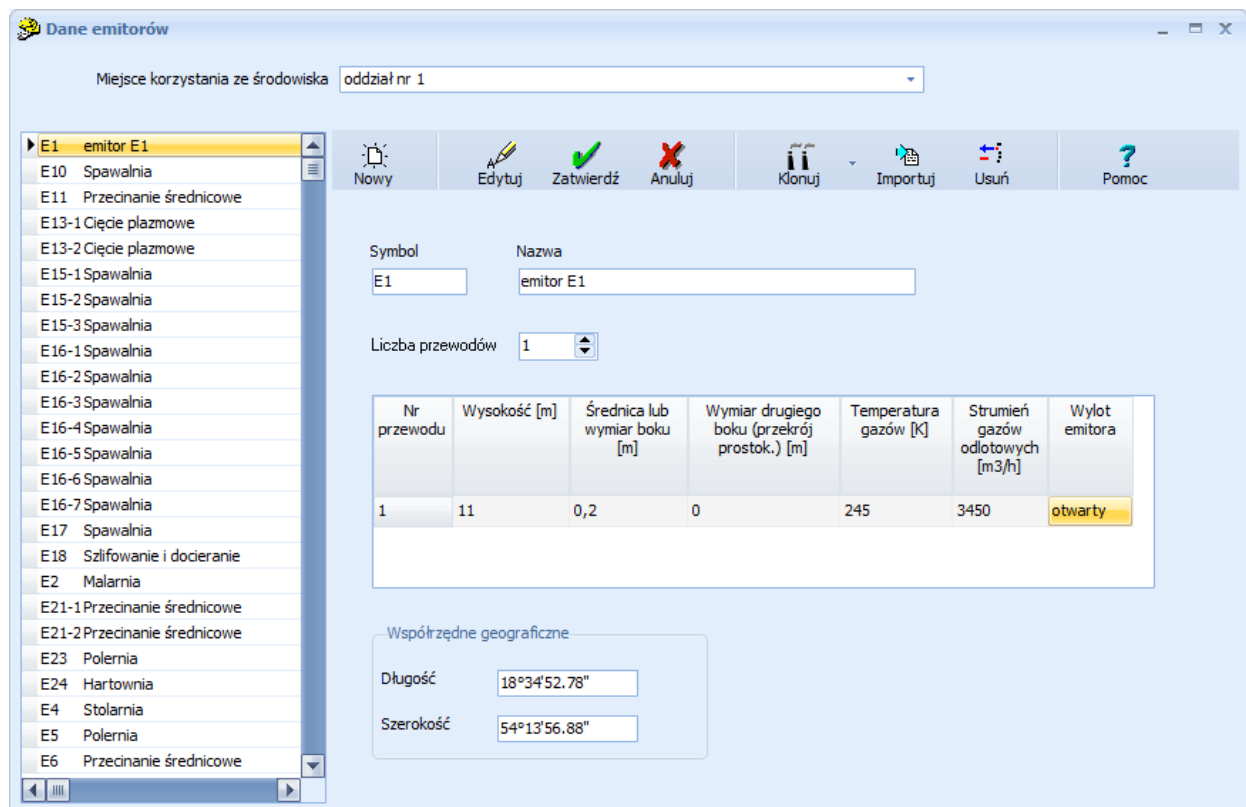 Dane emitorów
Miejsce korzystania ze środowiska oddział nr 1
E1 emitor E1
E10 Spawalnia
E11 Przecinanie średnicowe
E13-1 Cięcie plazmowe
E13-2 Cięcie plazmowe
E15-1 Spawalnia
E15-2 Spawalnia
E15-3 Spawalnia
E16-1 Spawalnia
E16-2 Spawalnia
E16-3 Spawalnia
E16-4 Spawalnia
E16-5 Spawalnia
E16-6 Spawalnia
E16-7 Spawalnia
E17 Spawalnia
E18 Szlifowanie i docieranie
E2 Malarnia
E21-1 Przecinanie średnicowe
E21-2 Przecinanie średnicowe
E23 Polernia
E24 Hartownia
E4 Stolarnia
E5 Polernia
E6 Przecinanie średnicowe
Nowy Edytuj Zatwierdź Anuluj Klonuj Importuj Usuń Pomoc
Symbol Nazwa
E1 emitor E1
Liczba przewodów 1
Nr przewodu
Wysokość [m]
Średnica lub wymiar boku [m]
Wymiar drugiego boku (przekrój prostok.) [m]
Temperatura gazów [K]
Strumień gazów odlotowych [m3/h]
Wylot emitora
1 11 0,2 0 245 3450 otwarty
Współrzędne geograficzne
Długość 18°34'52.78"
Szerokość 54°13'56.88"